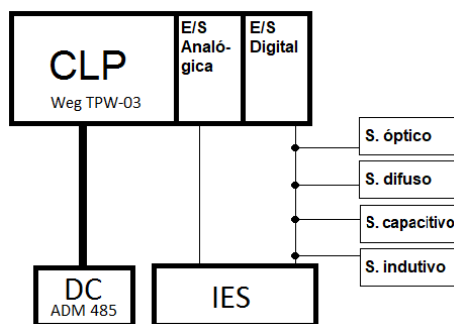 CLP
Weg TPW-03
E/S
Analó-
gica
E/S
Digital
S. óptico
S. difuso
S. capacitivo
S. indutivo
DC
ADM 485
IES